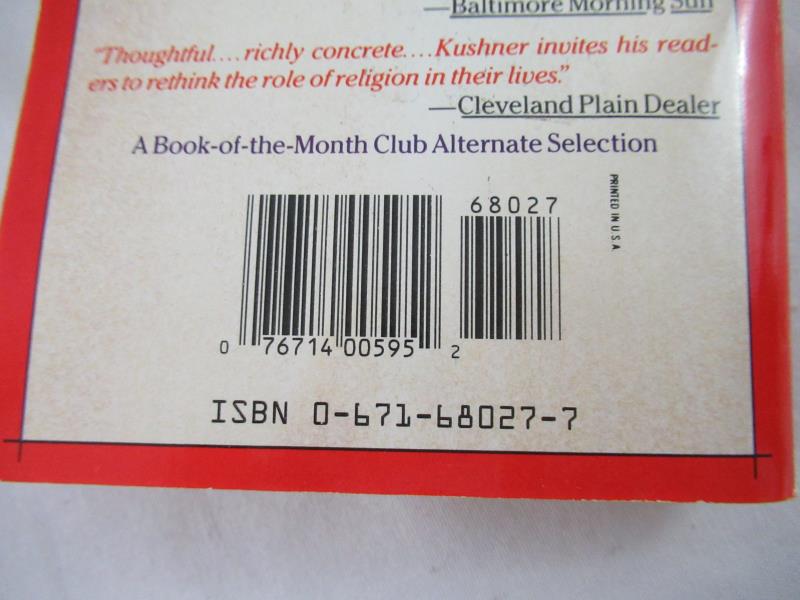 —Baltimore Morning Sun
"Thoughtful....richly concrete....Kushner invites his read-
ers to rethink the role of religion in their lives."
—Cleveland Plain Dealer
A Book-of-the-Month Club Alternate Selection
68027
PRINTED IN U.S.A
0 76714 00595 2
ISBN 0-671-68027-7